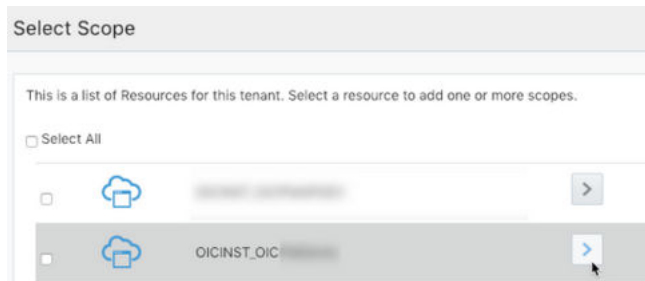 Select Scope
This is a list of Resources for this tenant. Select a resource to add one or more scopes.
Select All
OICINST_OIC